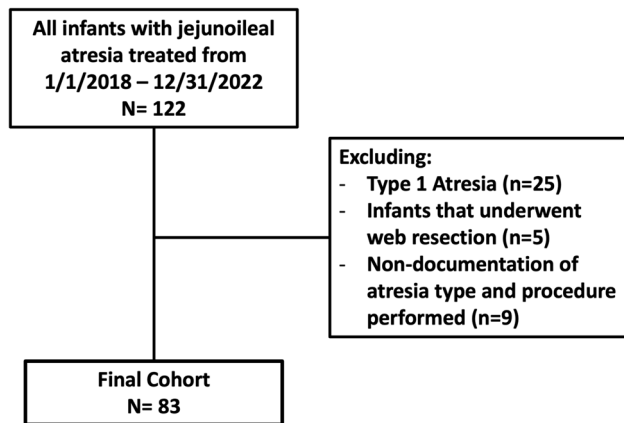 All infants with jejunoileal
atresia treated from
1/1/2018 – 12/31/2022
N= 122
Excluding:
- Type 1 Atresia (n=25)
- Infants that underwent
web resection (n=5)
- Non-documentation of
atresia type and procedure
performed (n=9)
Final Cohort
N= 83